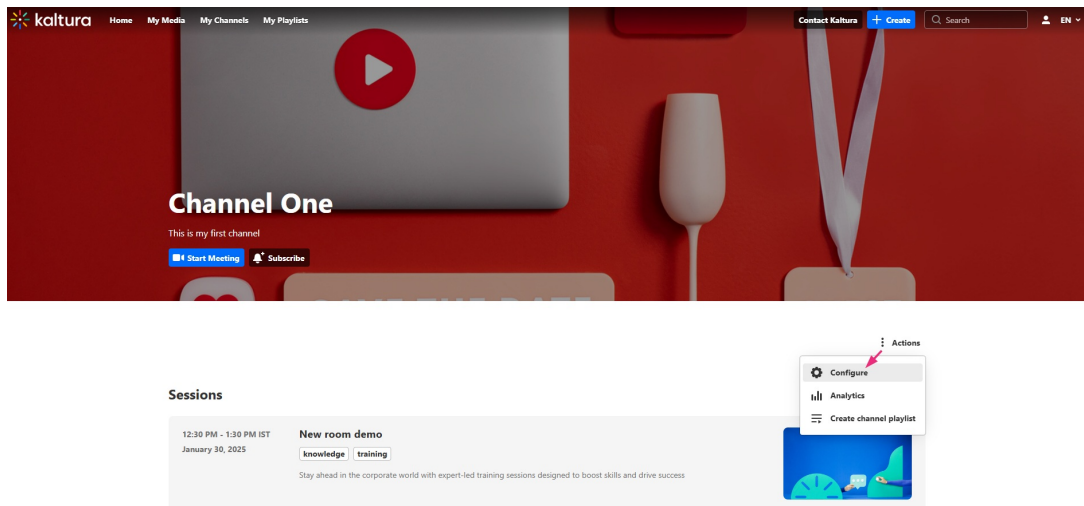 kaltura Home My Media My Channels My Playlists Contact Kaltura + Create Search EN
Channel One
This is my first channel
Start Meeting Subscribe
SAVE THE DATE
Actions
Configure
Analytics
Create channel playlist
Sessions
12:30 PM - 1:30 PM IST
January 30, 2025
New room demo
knowledge training
Stay ahead in the corporate world with expert-led training sessions designed to boost skills and drive success